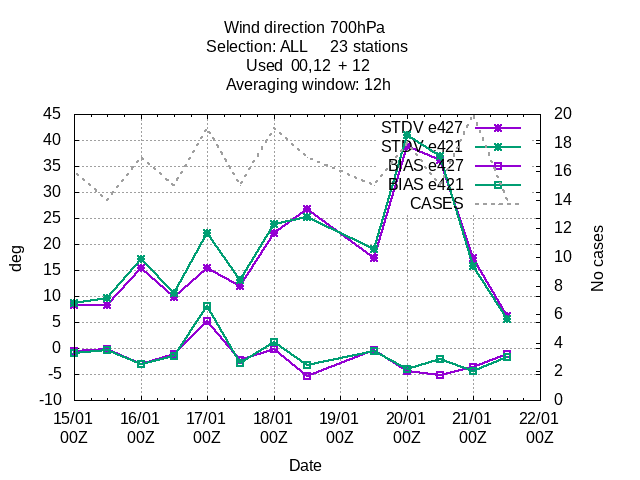 Wind direction 700hPa
Selection: ALL 23 stations
Used 00,12 + 12
Averaging window: 12h
45
40
35
30
25
20
15
10
5
0
-5
-10
20
18
16
14
12
10
8
6
4
2
0
STDV e427
STDV e421
BIAS e427
BIAS e421
CASES
deg
No cases
15/01 16/01 17/01 18/01 19/01 20/01 21/01 22/01
00Z 00Z 00Z 00Z 00Z 00Z 00Z 00Z
Date